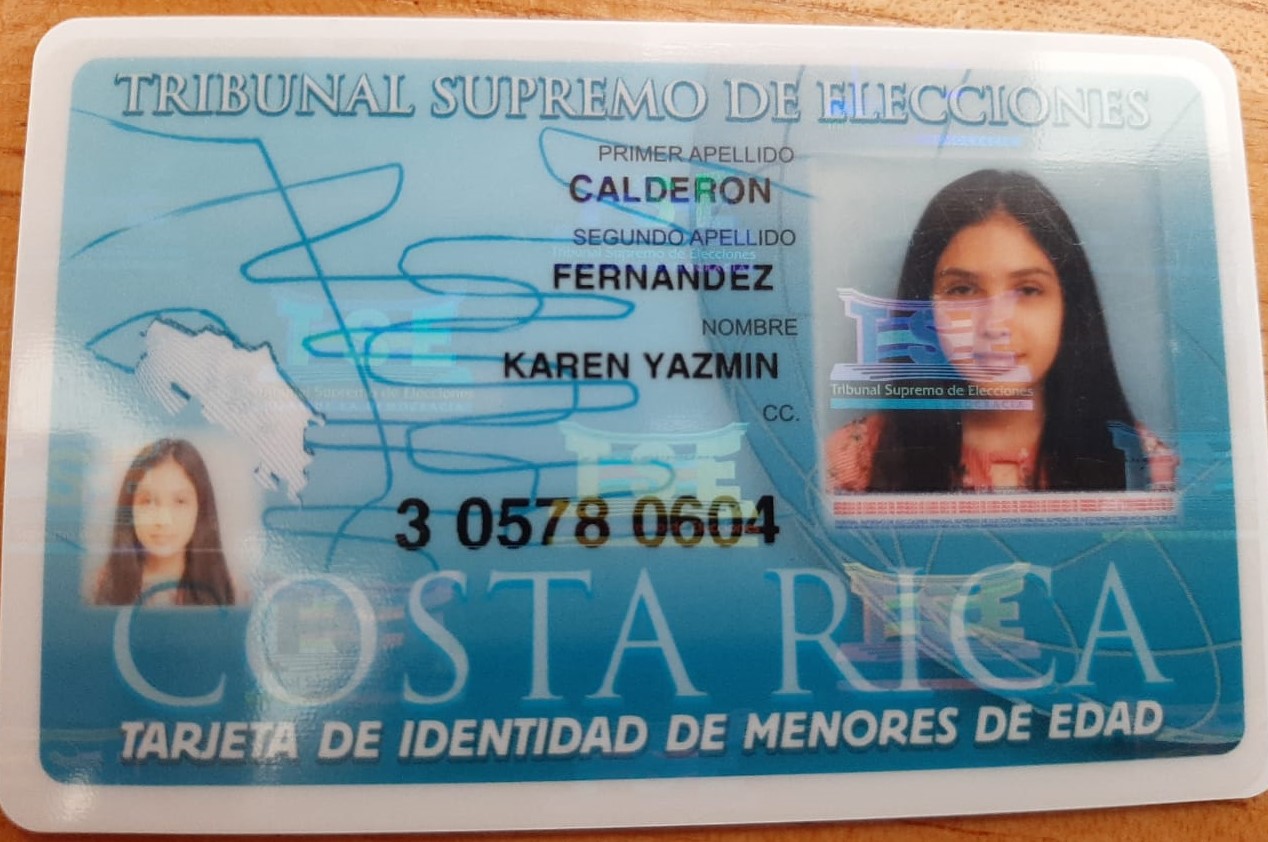 TRIBUNAL SUPREMO DE ELECCIONES
PRIMER APELLIDO
CALDERON
SEGUNDO APELLIDO
FERNANDEZ
NOMBRE
KAREN YAZMIN
CC.
3 0578 0604
TSE
Tribunal Supremo de Elecciones
COSTA RICA
TARJETA DE IDENTIDAD DE MENORES DE EDAD